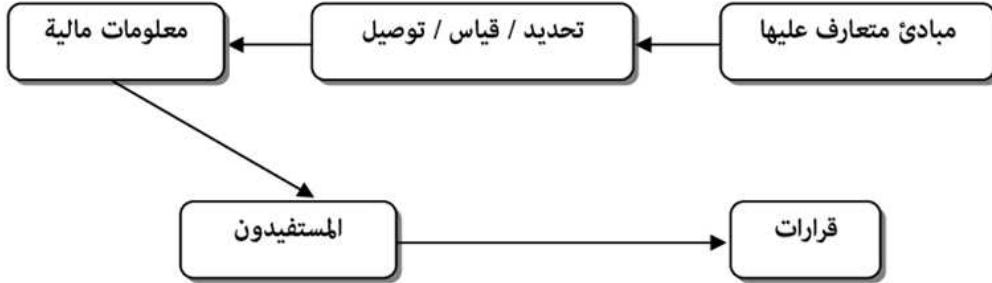 مبادئ متعارف عليها
تحديد / قياس / توصيل
معلومات مالية
المستفيدون
قرارات